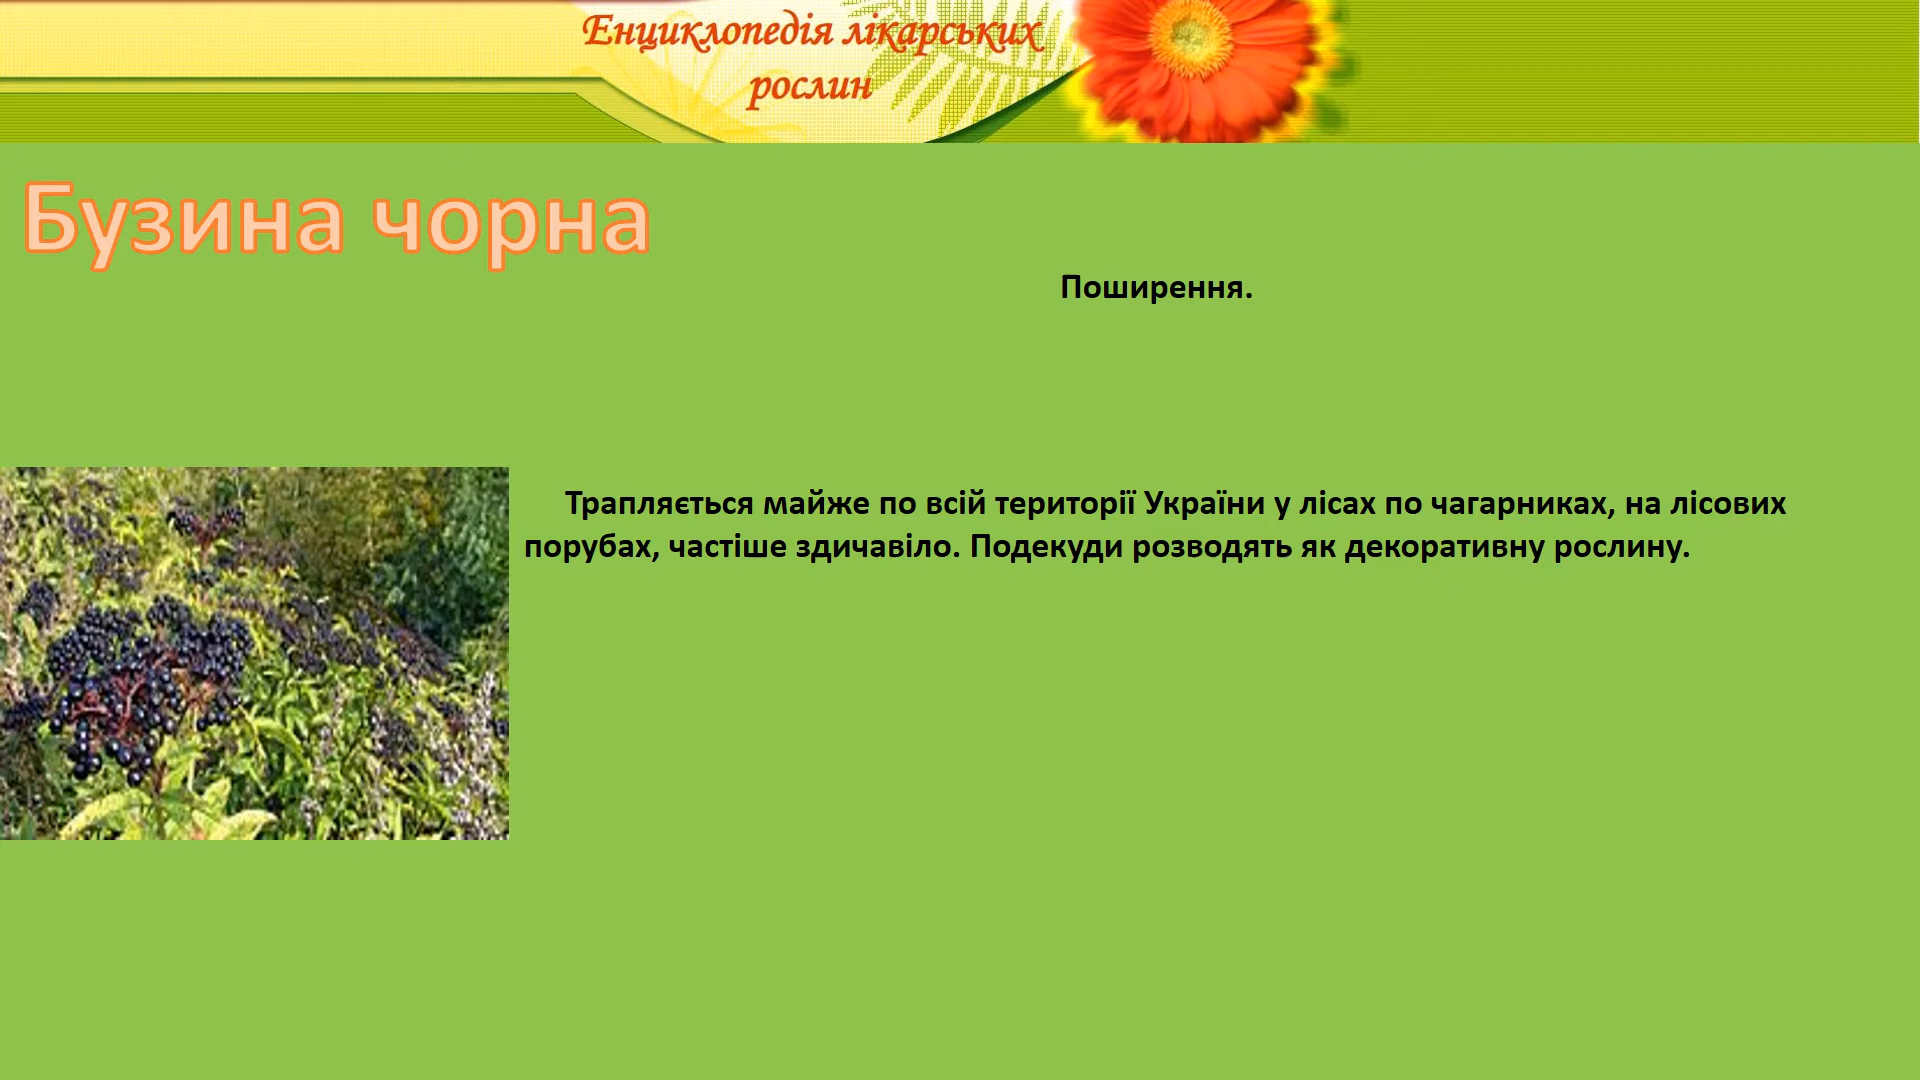 Енциклопедія лікарських
рослин
Бузина чорна
Поширення.
Трапляється майже по всій території України у лісах по чагарниках, на лісових
порубах, частіше здичавіло. Подекуди розводять як декоративну рослину.